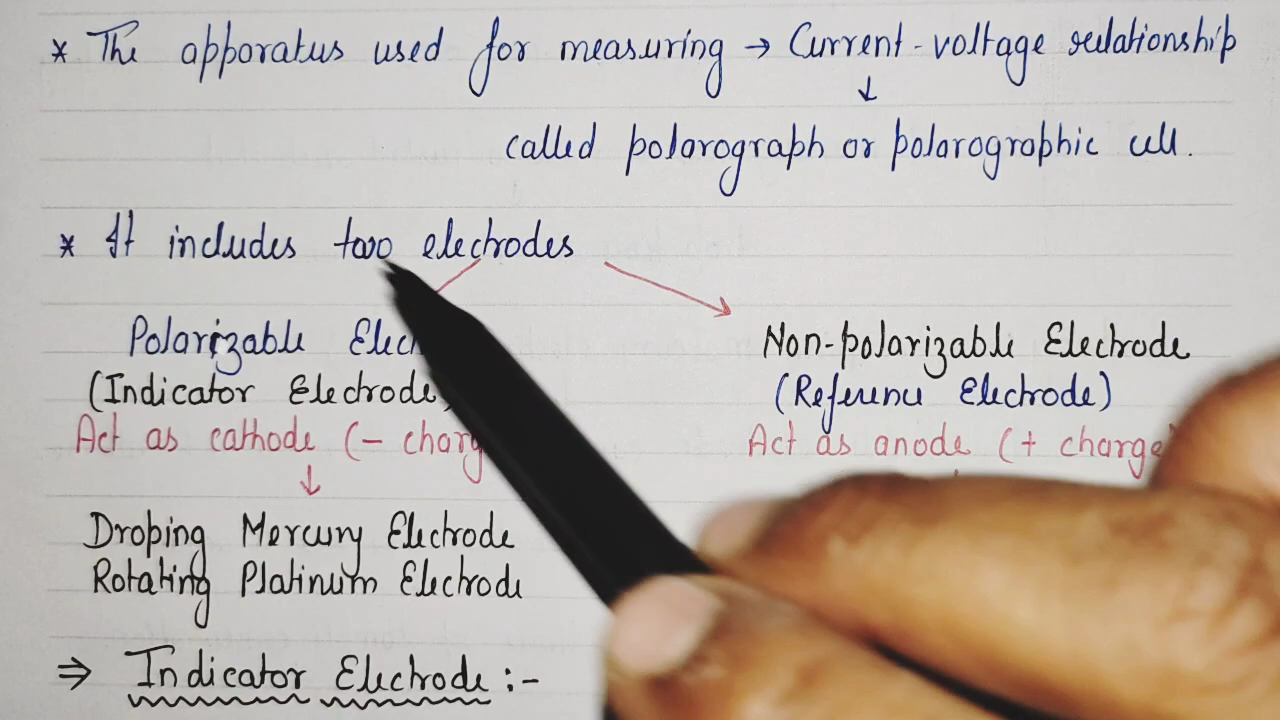 * The apparatus used for measuring → Current-voltage relationship
↓
called polarograph or polarographic cell.
* It includes two electrodes
Polarizable Elec
Non-polarizable Electrode
(Indicator Electrode)
(Reference Electrode)
Act as cathode (- charg
Act as anode (+ charge)
↓
Droping Mercury Electrode
Rotating Platinum Electrode
⇒ Indicator Electrode :-